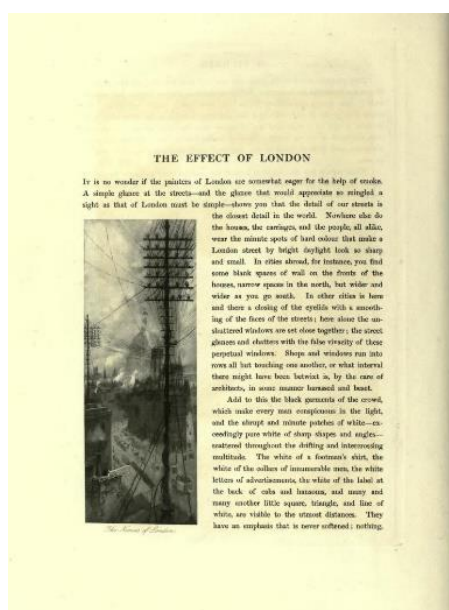 THE EFFECT OF LONDON
It is no wonder if the painters of London are somewhat eager for the help of smoke.
A simple glance at the streets—and the glance that would appreciate so mingled a
sight as that of London must be simple—shows you that the detail of our streets is
the closest detail in the world. Nowhere else do
the houses, the carriages, and the people, all alike,
wear the minute spots of hard colour that make a
London street by bright daylight look so sharp
and small. In cities abroad, for instance, you find
some blank spaces of wall on the fronts of the
houses, narrow spaces in the north, but wider and
wider as you go south. In other cities is here
and there a closing of the eyelids with a smooth-
ing of the faces of the streets; here alone the un-
shuttered windows are set close together; the street
glances and chatters with the false vivacity of these
perpetual windows. Shops and windows run into
rows all but touching one another, or what interval
there might have been betwixt is, by the care of
architects, in some manner harassed and beset.
Add to this the black garments of the crowd,
which make every man conspicuous in the light,
and the abrupt and minute patches of white—ex-
ceedingly pure white of sharp shapes and angles—
scattered throughout the drifting and intercrossing
multitude. The white of a footman's shirt, the
white of the collars of innumerable men, the white
letters of advertisements, the white of the label at
the back of cabs and hansoms, and many and
many another little square, triangle, and line of
white, are visible to the utmost distances. They
have an emphasis that is never softened; nothing,
The Nerves of London.